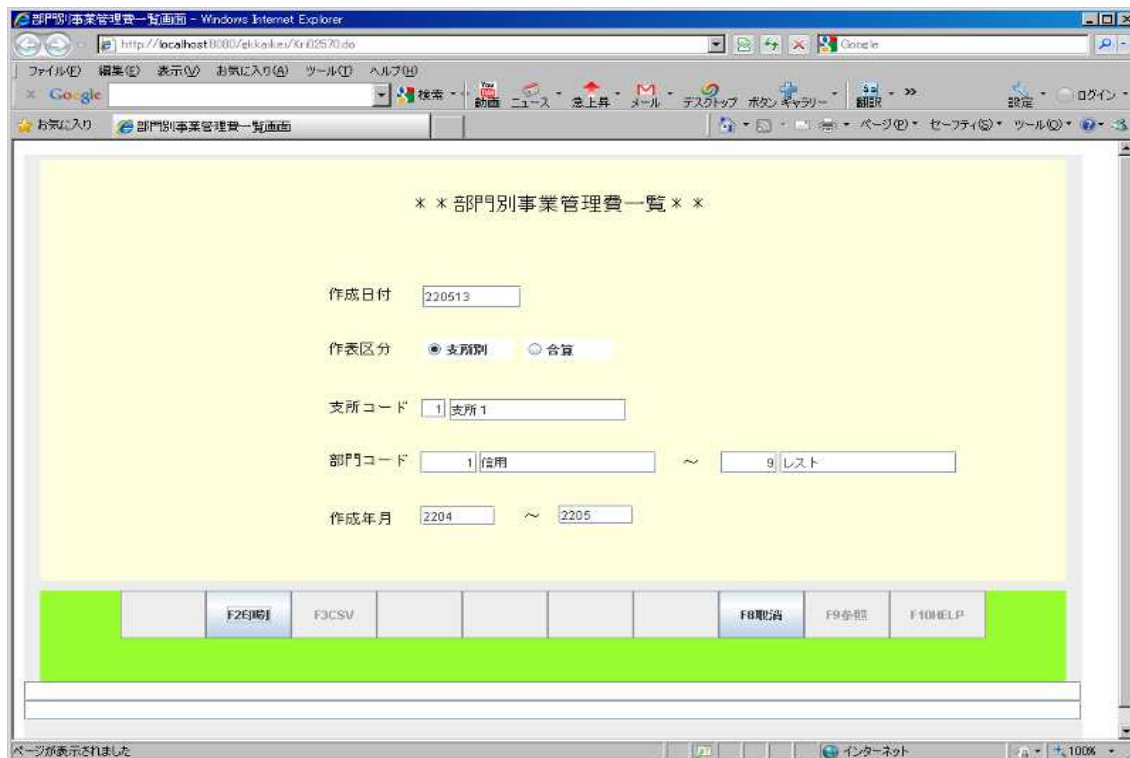 部門別事業管理費一覧画面 - Windows Internet Explorer
http://localhost:8080/ekkaikei/Kri02570.do
Google
ファイル(F) 編集(E) 表示(V) お気に入り(A) ツール(T) ヘルプ(H)
× Google 検索 You 動画 ニュース 急上昇 メール デスクトップ ボタン ギャラリー 翻訳 » 設定 ログイン
お気に入り 部門別事業管理費一覧画面 ページ(P) セーフティ(S) ツール(O)
**部門別事業管理費一覧**
作成日付 220513
作表区分 支所別 合算
支所コード 1 支所1
部門コード 1 信用 ～ 9 レスト
作成年月 2204 ～ 2205
F2印刷 F3CSV F8取消 F9参照 F10HELP
ページが表示されました インターネット 100%